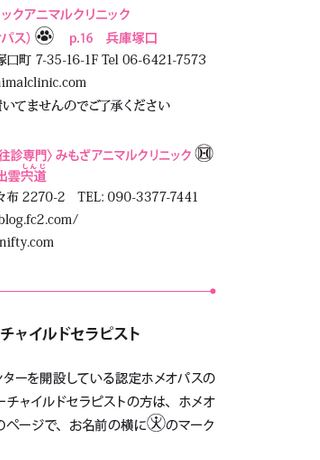 ックアニマルクリニック
パス） p.16 兵庫塚口
塚口町 7-35-16-1F Tel 06-6421-7573
nimalclinic.com
置いてませんのでご了承ください
往診専門〉みもざアニマルクリニック
しんじ
出雲宍道
々布 2270-2 TEL: 090-3377-7441
blog.fc2.com/
nifty.com
チャイルドセラピスト
ンターを開設している認定ホメオパスの
ーチャイルドセラピストの方は、ホメオ
のページで、お名前の横に のマーク